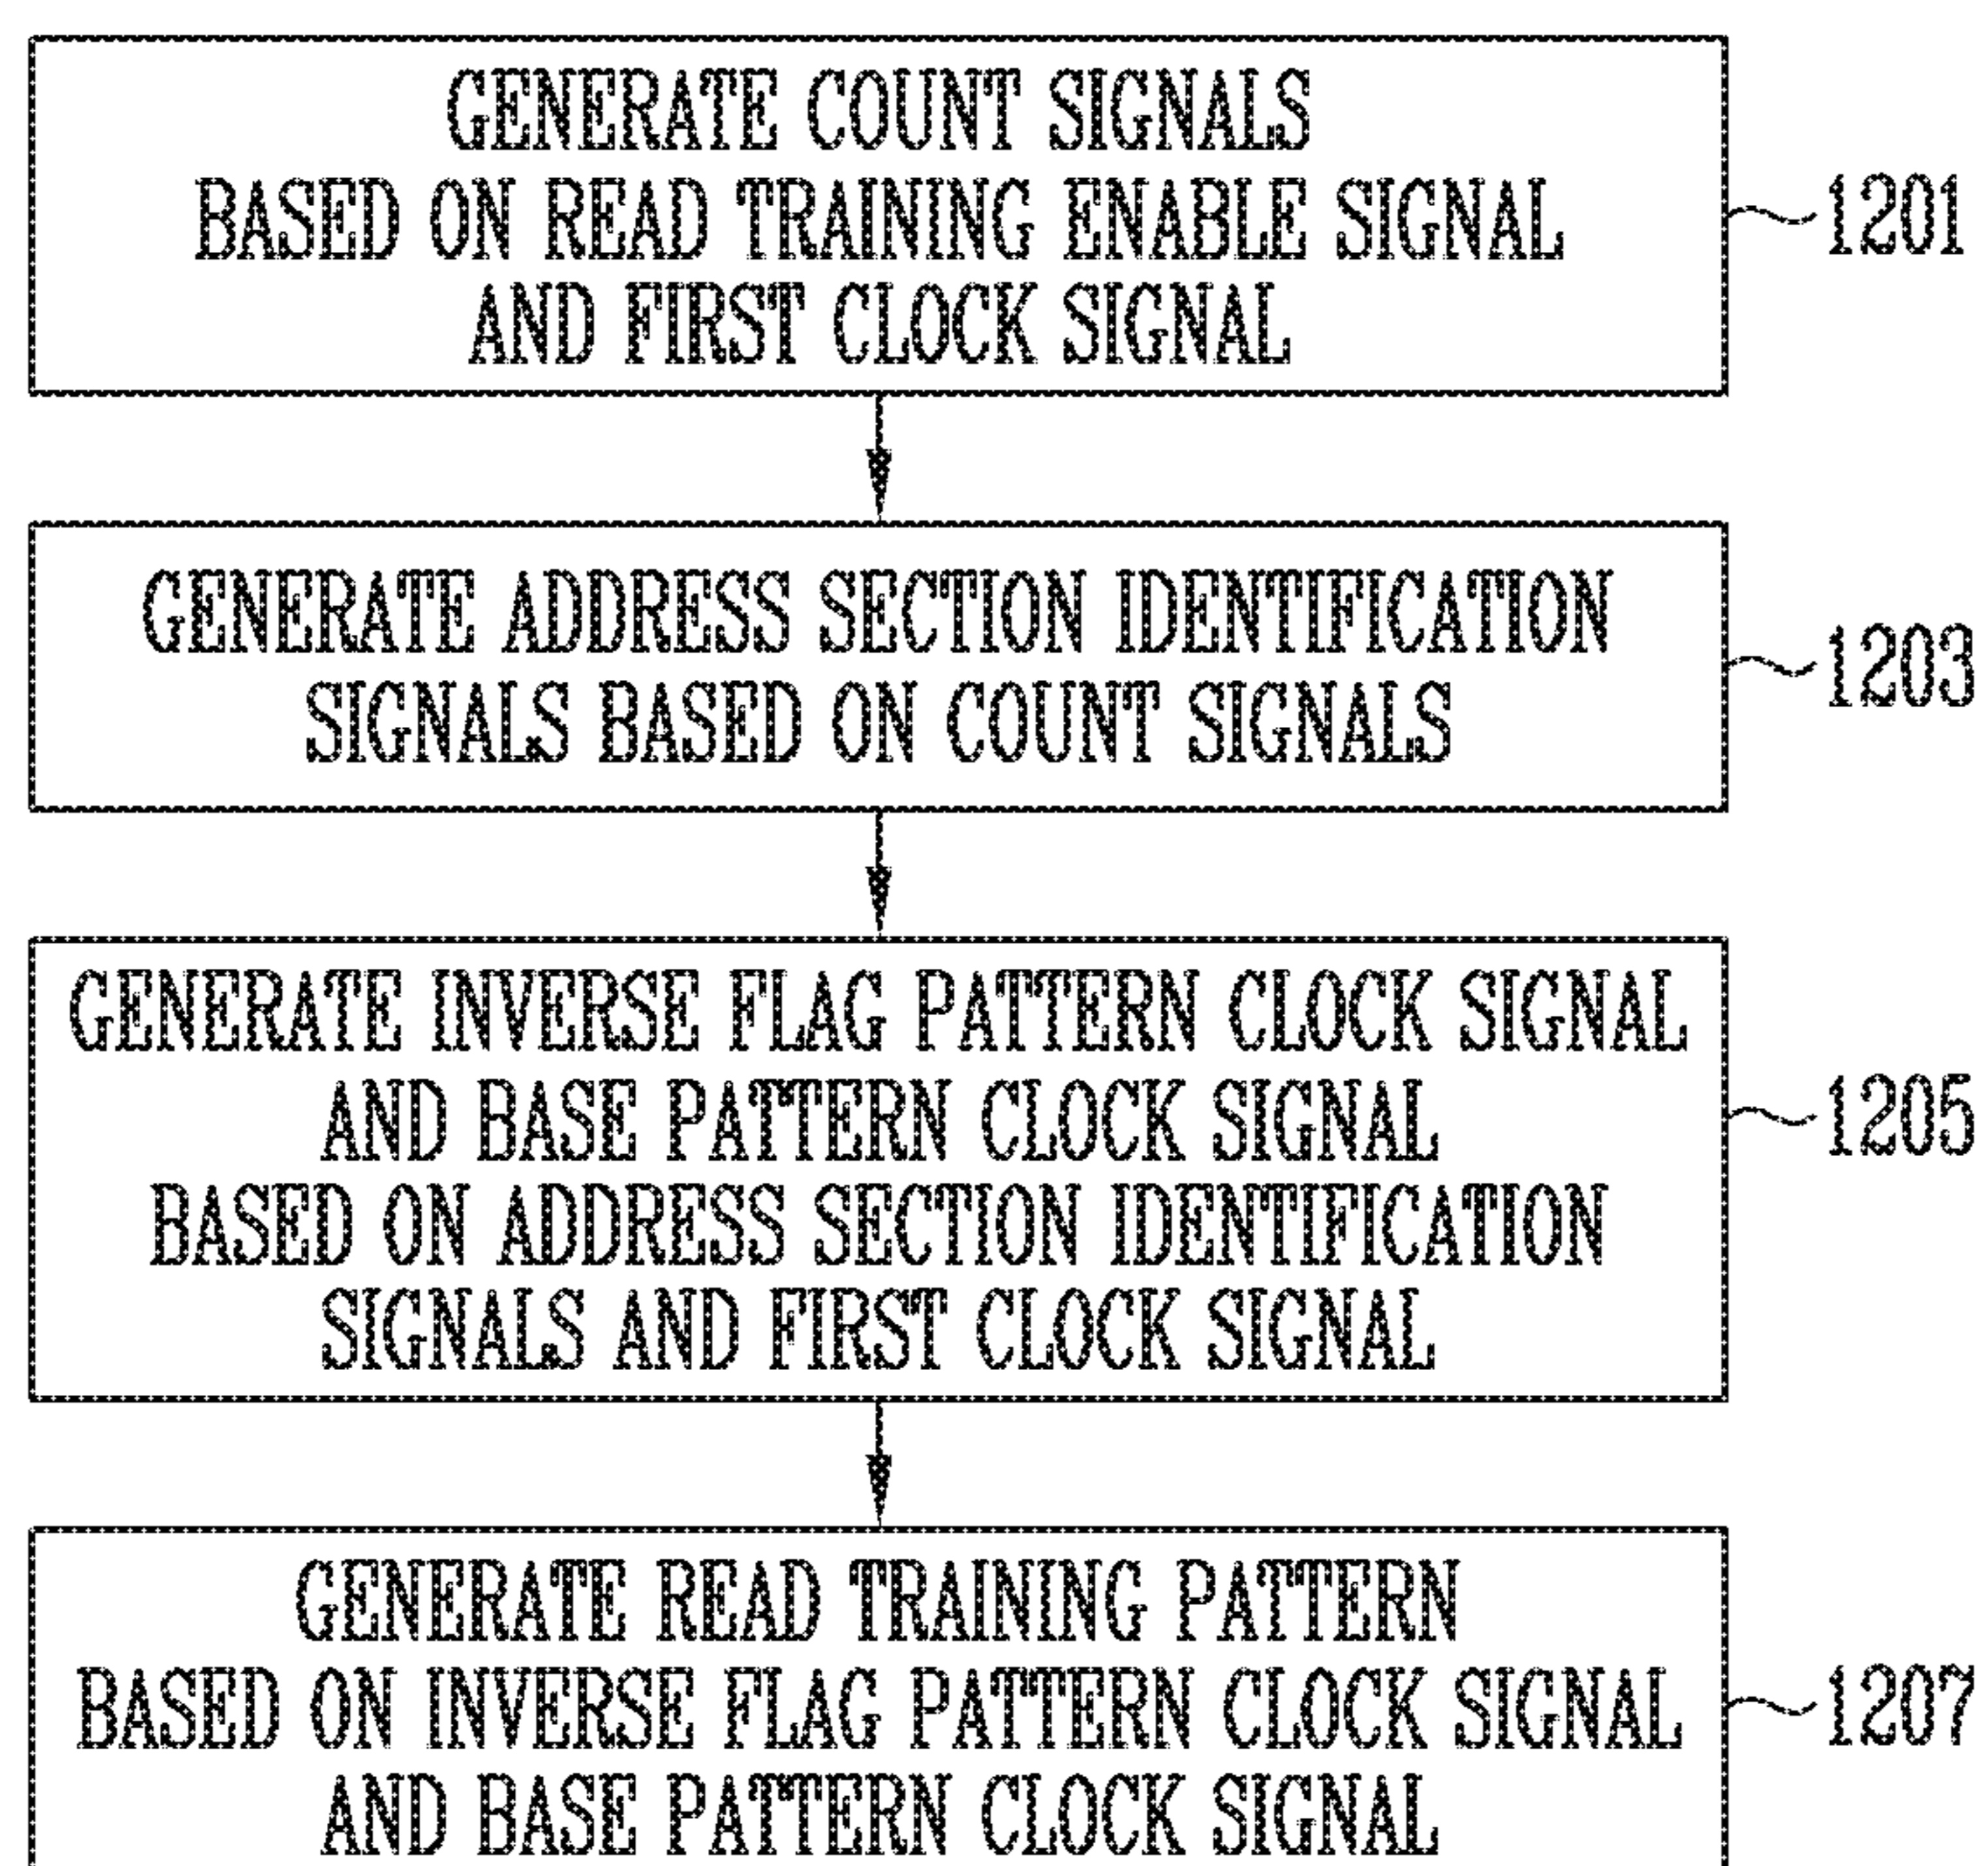 GENERATE COUNT SIGNALS
BASED ON READ TRAINING ENABLE SIGNAL
AND FIRST CLOCK SIGNAL
1201
GENERATE ADDRESS SECTION IDENTIFICATION
SIGNALS BASED ON COUNT SIGNALS
1203
GENERATE INVERSE FLAG PATTERN CLOCK SIGNAL
AND BASE PATTERN CLOCK SIGNAL
BASED ON ADDRESS SECTION IDENTIFICATION
SIGNALS AND FIRST CLOCK SIGNAL
1205
GENERATE READ TRAINING PATTERN
BASED ON INVERSE FLAG PATTERN CLOCK SIGNAL
AND BASE PATTERN CLOCK SIGNAL
1207